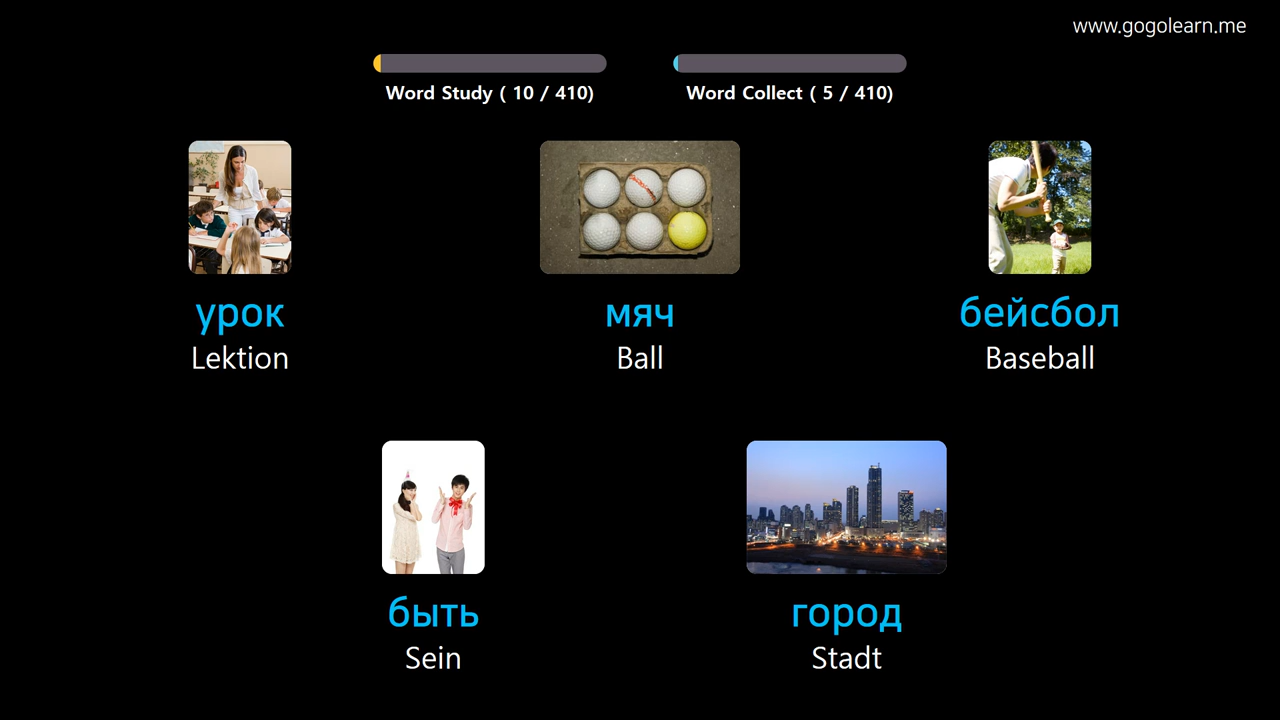 www.gogolearn.me
Word Study ( 10 / 410)
Word Collect ( 5 / 410)
урок
Lektion
мяч
Ball
бейсбол
Baseball
быть
Sein
город
Stadt